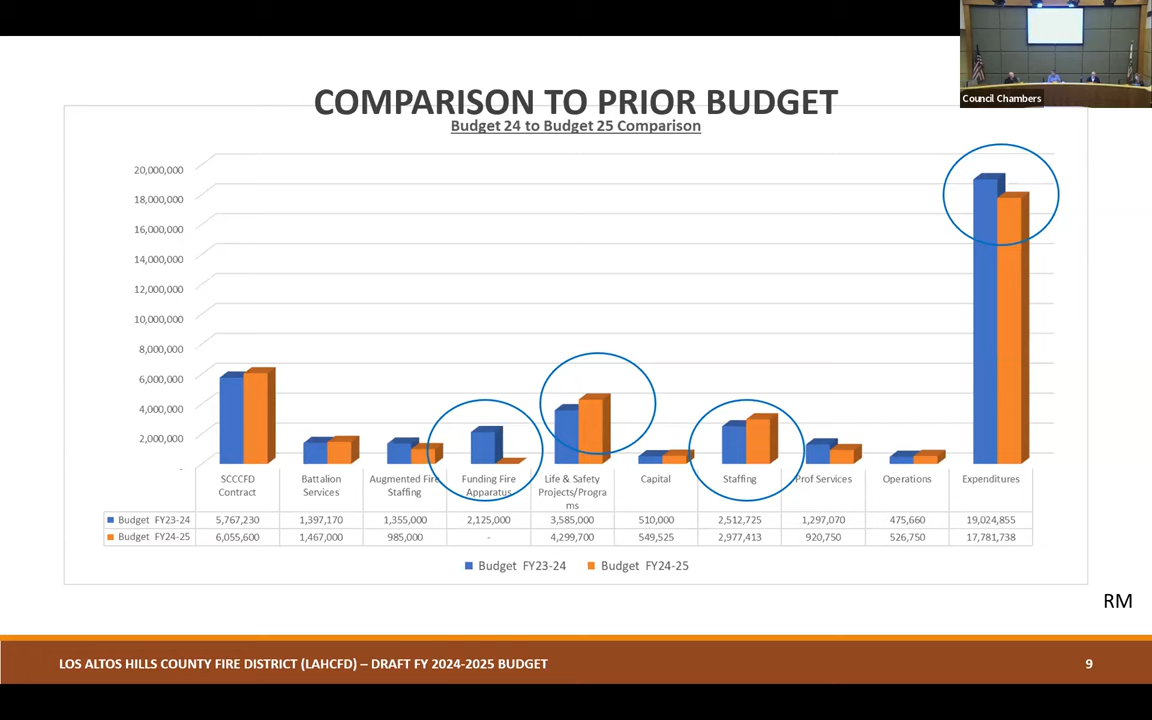 Council Chambers
COMPARISON TO PRIOR BUDGET
Budget 24 to Budget 25 Comparison
20,000,000
18,000,000
16,000,000
14,000,000
12,000,000
10,000,000
8,000,000
6,000,000
4,000,000
2,000,000
-
SCCCFD Contract
Battalion Services
Augmented Fire Staffing
Funding Fire Apparatus
Life & Safety Projects/Programs
Capital
Staffing
Prof Services
Operations
Expenditures
Budget FY23-24 5,767,230 1,397,170 1,355,000 2,125,000 3,585,000 510,000 2,512,725 1,297,070 475,660 19,024,855
Budget FY24-25 6,055,600 1,467,000 985,000 - 4,299,700 549,525 2,977,413 920,750 526,750 17,781,738
Budget FY23-24 Budget FY24-25
RM
LOS ALTOS HILLS COUNTY FIRE DISTRICT (LAHCFD) – DRAFT FY 2024-2025 BUDGET 9